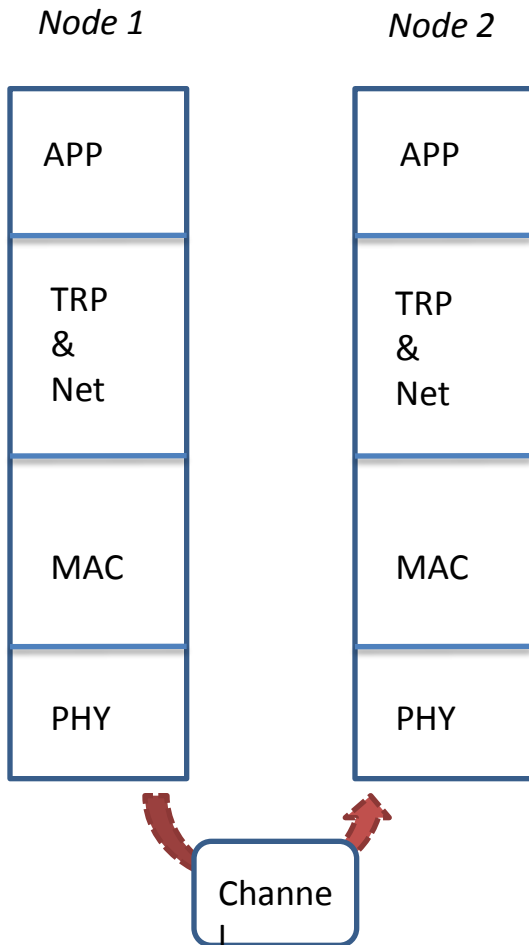 Node 1
Node 2
APP
APP
TRP
&
Net
TRP
&
Net
MAC
MAC
PHY
PHY
Channe
l